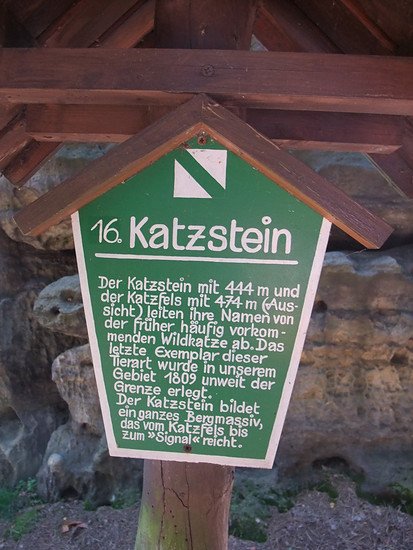 16. Katzstein
Der Katzstein mit 444 m und
der Katzfels mit 474 m (Aus-
sicht) leiten ihre Namen von
der früher häufig vorkom-
menden Wildkatze ab. Das
letzte Exemplar dieser
Tierart wurde in unserem
Gebiet 1809 unweit der
Grenze erlegt.
Der Katzstein bildet
ein ganzes Bergmassiv,
das vom Katzfels bis
zum »Signal« reicht.